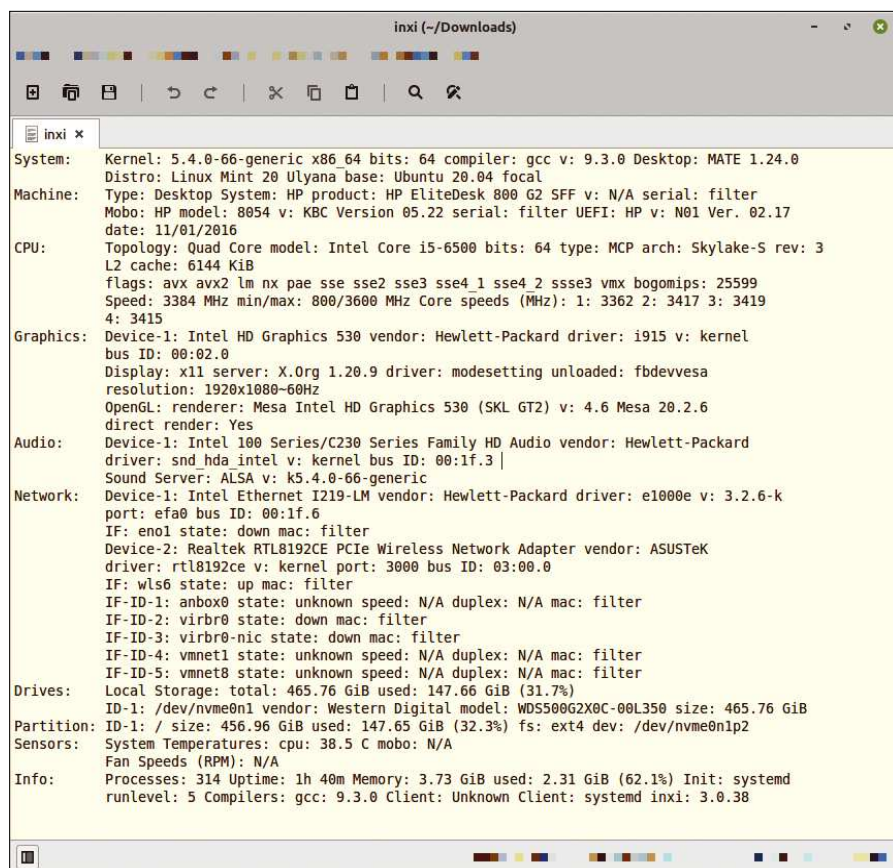 inxi (~/Downloads)
inxi
System: Kernel: 5.4.0-66-generic x86_64 bits: 64 compiler: gcc v: 9.3.0 Desktop: MATE 1.24.0
Distro: Linux Mint 20 Ulyana base: Ubuntu 20.04 focal
Machine: Type: Desktop System: HP product: HP EliteDesk 800 G2 SFF v: N/A serial: filter
Mobo: HP model: 8054 v: KBC Version 05.22 serial: filter UEFI: HP v: N01 Ver. 02.17
date: 11/01/2016
CPU: Topology: Quad Core model: Intel Core i5-6500 bits: 64 type: MCP arch: Skylake-S rev: 3
L2 cache: 6144 KiB
flags: avx avx2 lm nx pae sse sse2 sse3 sse4_1 sse4_2 ssse3 vmx bogomips: 25599
Speed: 3384 MHz min/max: 800/3600 MHz Core speeds (MHz): 1: 3362 2: 3417 3: 3419
4: 3415
Graphics: Device-1: Intel HD Graphics 530 vendor: Hewlett-Packard driver: i915 v: kernel
bus ID: 00:02.0
Display: x11 server: X.Org 1.20.9 driver: modesetting unloaded: fbdevvesa
resolution: 1920x1080~60Hz
OpenGL: renderer: Mesa Intel HD Graphics 530 (SKL GT2) v: 4.6 Mesa 20.2.6
direct render: Yes
Audio: Device-1: Intel 100 Series/C230 Series Family HD Audio vendor: Hewlett-Packard
driver: snd_hda_intel v: kernel bus ID: 00:1f.3
Sound Server: ALSA v: k5.4.0-66-generic
Network: Device-1: Intel Ethernet I219-LM vendor: Hewlett-Packard driver: e1000e v: 3.2.6-k
port: efa0 bus ID: 00:1f.6
IF: eno1 state: down mac: filter
Device-2: Realtek RTL8192CE PCIe Wireless Network Adapter vendor: ASUSTeK
driver: rtl8192ce v: kernel port: 3000 bus ID: 03:00.0
IF: wls6 state: up mac: filter
IF-ID-1: anbox0 state: unknown speed: N/A duplex: N/A mac: filter
IF-ID-2: virbr0 state: down mac: filter
IF-ID-3: virbr0-nic state: down mac: filter
IF-ID-4: vmnet1 state: unknown speed: N/A duplex: N/A mac: filter
IF-ID-5: vmnet8 state: unknown speed: N/A duplex: N/A mac: filter
Drives: Local Storage: total: 465.76 GiB used: 147.66 GiB (31.7%)
ID-1: /dev/nvme0n1 vendor: Western Digital model: WDS500G2X0C-00L350 size: 465.76 GiB
Partition: ID-1: / size: 456.96 GiB used: 147.65 GiB (32.3%) fs: ext4 dev: /dev/nvme0n1p2
Sensors: System Temperatures: cpu: 38.5 C mobo: N/A
Fan Speeds (RPM): N/A
Info: Processes: 314 Uptime: 1h 40m Memory: 3.73 GiB used: 2.31 GiB (62.1%) Init: systemd
runlevel: 5 Compilers: gcc: 9.3.0 Client: Unknown Client: systemd inxi: 3.0.38